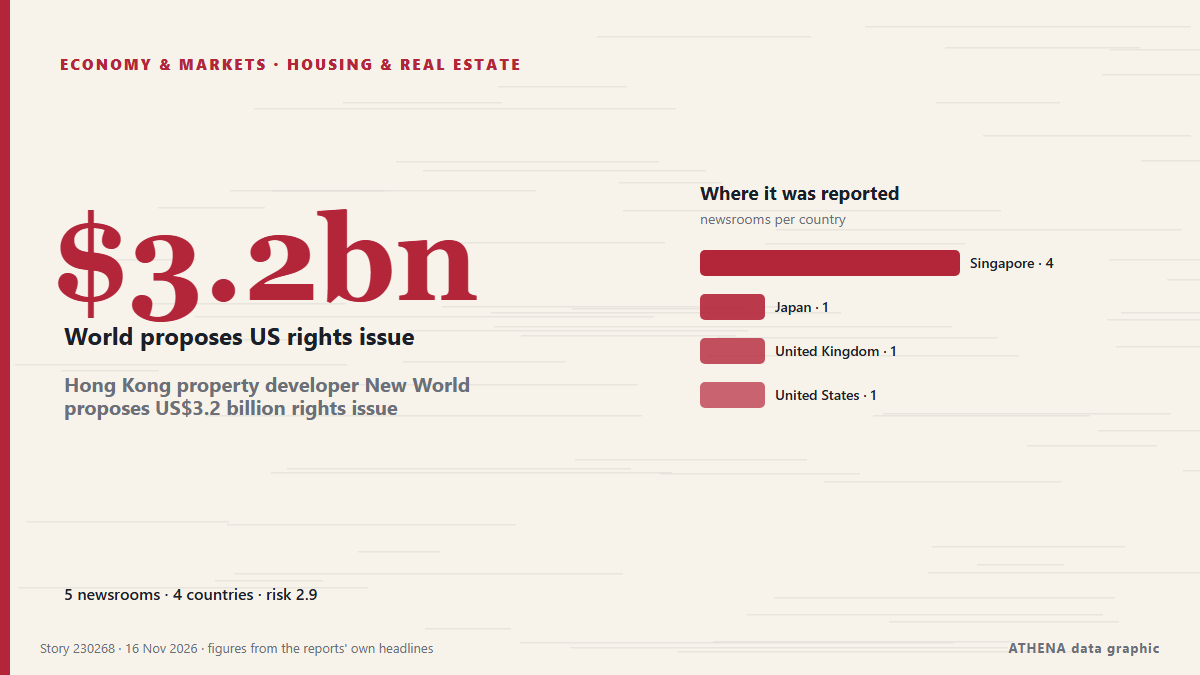 ECONOMY & MARKETS · HOUSING & REAL ESTATE
$3.2bn
World proposes US rights issue
Hong Kong property developer New World
proposes US$3.2 billion rights issue
Where it was reported
newsrooms per country
Singapore · 4
Japan · 1
United Kingdom · 1
United States · 1
5 newsrooms · 4 countries · risk 2.9
Story 230268 · 16 Nov 2026 · figures from the reports' own headlines
ATHENA data graphic